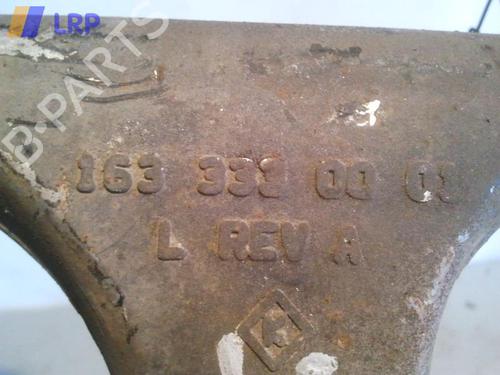 LRP
B-PARTS
163 333 00 01
L REV A